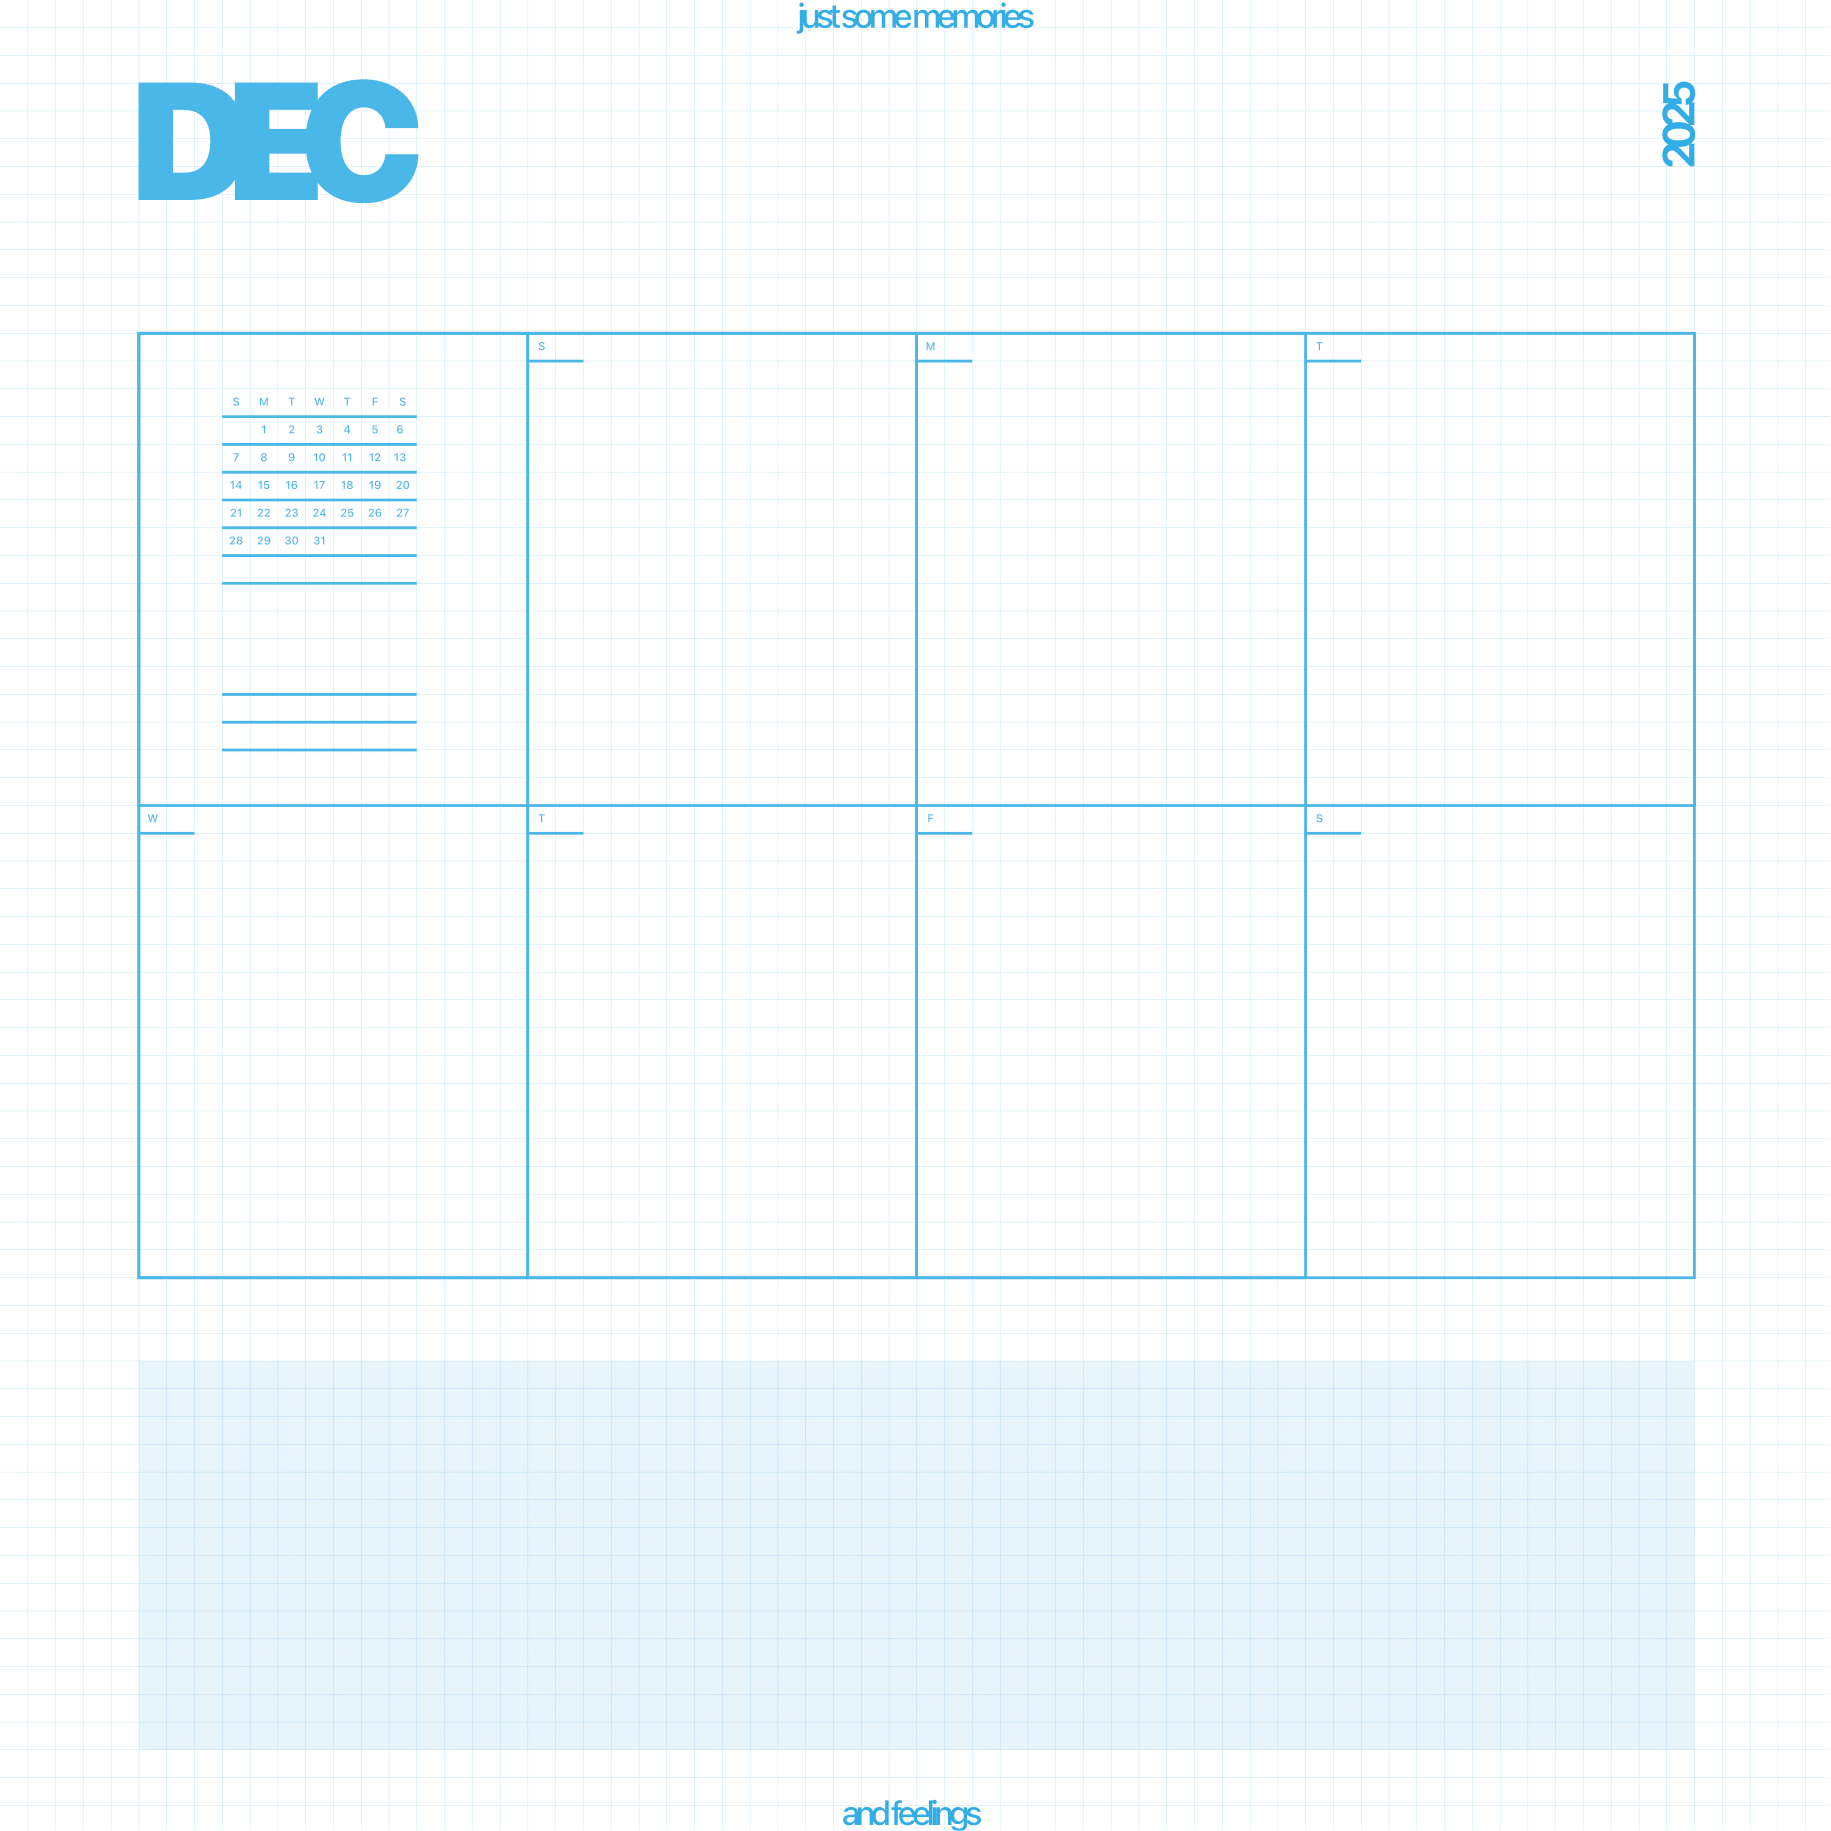 just some memories
DEC
2025
S M T W T F S
1 2 3 4 5 6
7 8 9 10 11 12 13
14 15 16 17 18 19 20
21 22 23 24 25 26 27
28 29 30 31
S
M
T
W
T
F
S
and feelings